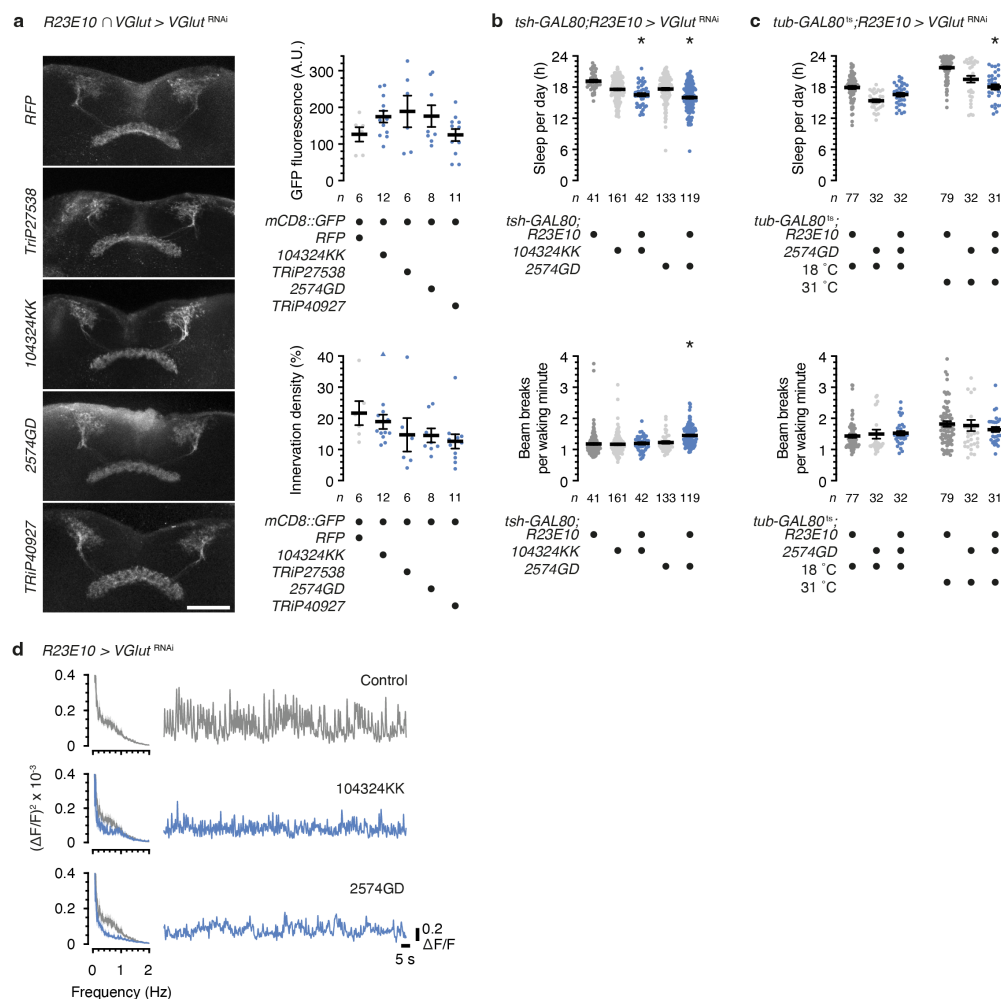 a R23E10 ∩ VGlut > VGlut RNAi
RFP
TriP27538
104324KK
2574GD
TRiP40927
GFP fluorescence (A.U.)
300
200
100
0
n 6 12 6 8 11
mCD8::GFP
RFP
104324KK
TRiP27538
2574GD
TRiP40927
Innervation density (%)
40
30
20
10
0
n 6 12 6 8 11
mCD8::GFP
RFP
104324KK
TRiP27538
2574GD
TRiP40927
b tsh-GAL80;R23E10 > VGlut RNAi
* *
Sleep per day (h)
24
18
12
6
0
n 41 161 42 133 119
tsh-GAL80;
R23E10
104324KK
2574GD
*
Beam breaks
per waking minute
4
3
2
1
0
n 41 161 42 133 119
tsh-GAL80;
R23E10
104324KK
2574GD
c tub-GAL80ts;R23E10 > VGlut RNAi
*
Sleep per day (h)
24
18
12
6
0
n 77 32 32 79 32 31
tub-GAL80ts;
R23E10
2574GD
18 ˚C
31 ˚C
Beam breaks
per waking minute
4
3
2
1
0
n 77 32 32 79 32 31
tub-GAL80ts;
R23E10
2574GD
18 ˚C
31 ˚C
d R23E10 > VGlut RNAi
(ΔF/F)² x 10⁻³
0.4
0.2
0
Control
0.4
0.2
0
104324KK
0.4
0.2
0
2574GD
0.2
ΔF/F
5 s
0 1 2
Frequency (Hz)